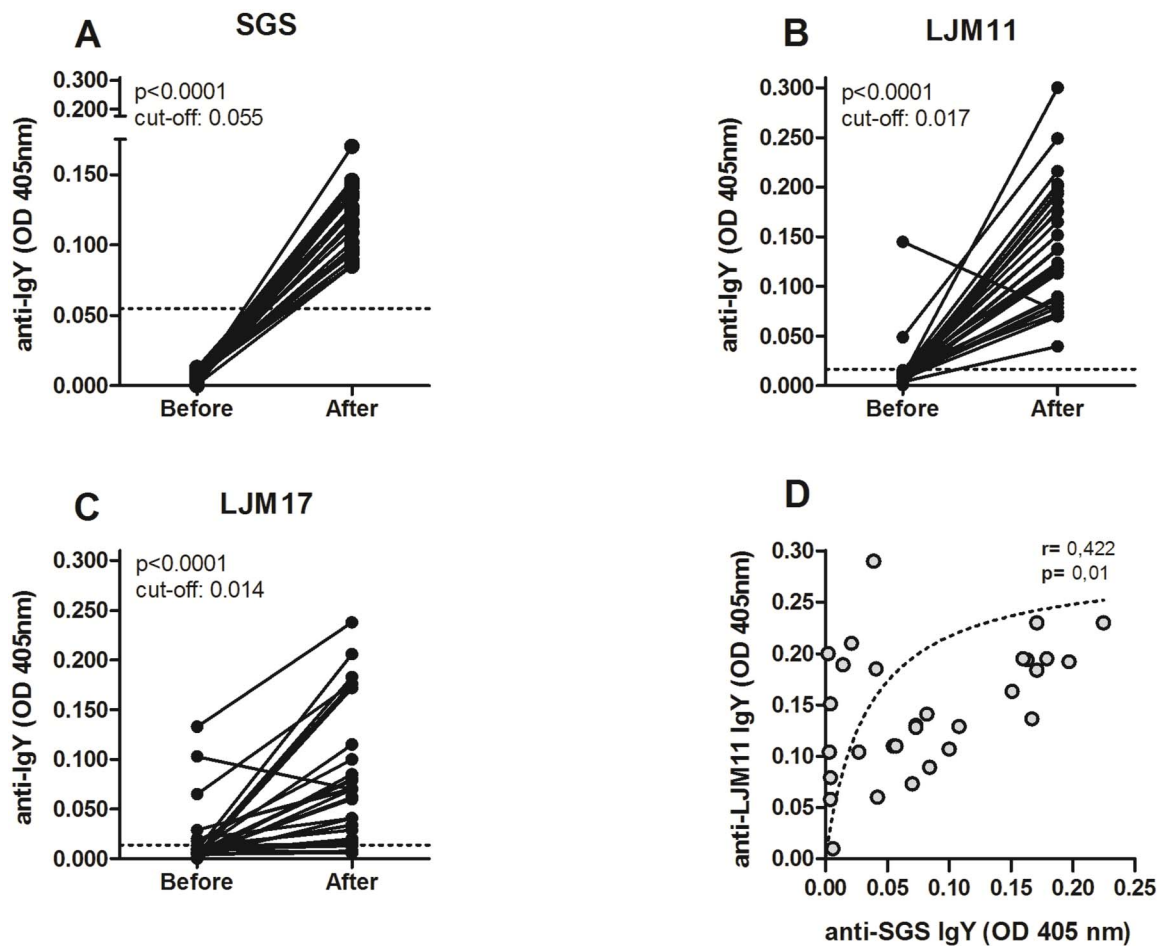 A
SGS
0.300
0.200
0.150
0.100
0.050
0.000
anti-IgY (OD 405nm)
p<0.0001
cut-off: 0.055
Before
After
B
LJM11
0.300
0.250
0.200
0.150
0.100
0.050
0.000
anti-IgY (OD 405nm)
p<0.0001
cut-off: 0.017
Before
After
C
LJM17
0.300
0.250
0.200
0.150
0.100
0.050
0.000
anti-IgY (OD 405nm)
p<0.0001
cut-off: 0.014
Before
After
D
0.30
0.25
0.20
0.15
0.10
0.05
0.00
anti-LJM11 IgY (OD 405nm)
r= 0,422
p= 0,01
0.00
0.05
0.10
0.15
0.20
0.25
anti-SGS IgY (OD 405 nm)